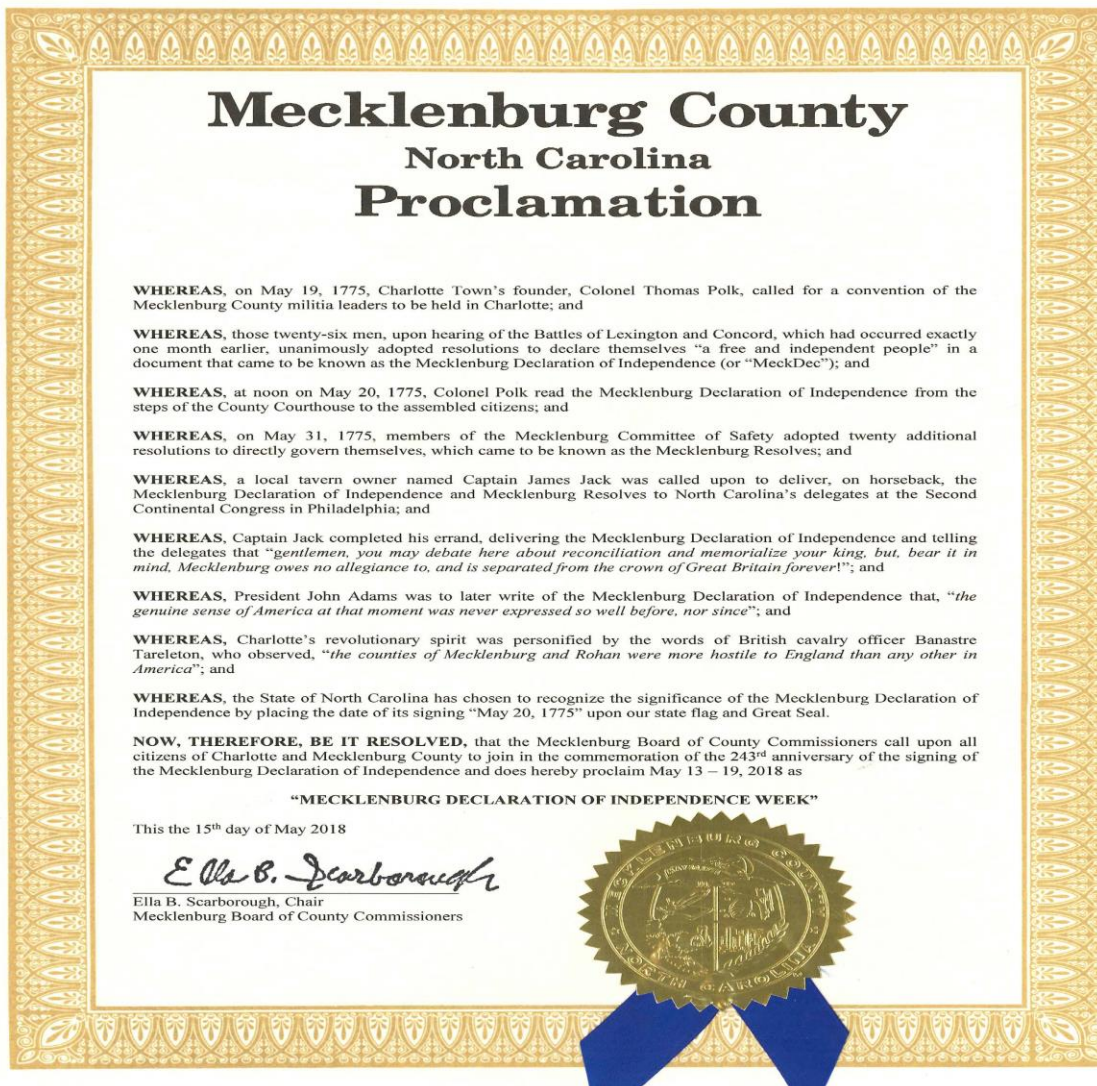 Mecklenburg County
North Carolina
Proclamation
WHEREAS, on May 19, 1775, Charlotte Town's founder, Colonel Thomas Polk, called for a convention of the
Mecklenburg County militia leaders to be held in Charlotte; and
WHEREAS, those twenty-six men, upon hearing of the Battles of Lexington and Concord, which had occurred exactly
one month earlier, unanimously adopted resolutions to declare themselves “a free and independent people” in a
document that came to be known as the Mecklenburg Declaration of Independence (or “MeckDec”); and
WHEREAS, at noon on May 20, 1775, Colonel Polk read the Mecklenburg Declaration of Independence from the
steps of the County Courthouse to the assembled citizens; and
WHEREAS, on May 31, 1775, members of the Mecklenburg Committee of Safety adopted twenty additional
resolutions to directly govern themselves, which came to be known as the Mecklenburg Resolves; and
WHEREAS, a local tavern owner named Captain James Jack was called upon to deliver, on horseback, the
Mecklenburg Declaration of Independence and Mecklenburg Resolves to North Carolina's delegates at the Second
Continental Congress in Philadelphia; and
WHEREAS, Captain Jack completed his errand, delivering the Mecklenburg Declaration of Independence and telling
the delegates that “gentlemen, you may debate here about reconciliation and memorialize your king, but, bear it in
mind, Mecklenburg owes no allegiance to, and is separated from the crown of Great Britain forever!”; and
WHEREAS, President John Adams was to later write of the Mecklenburg Declaration of Independence that, “the
genuine sense of America at that moment was never expressed so well before, nor since”; and
WHEREAS, Charlotte's revolutionary spirit was personified by the words of British cavalry officer Banastre
Tareleton, who observed, “the counties of Mecklenburg and Rohan were more hostile to England than any other in
America”; and
WHEREAS, the State of North Carolina has chosen to recognize the significance of the Mecklenburg Declaration of
Independence by placing the date of its signing “May 20, 1775” upon our state flag and Great Seal.
NOW, THEREFORE, BE IT RESOLVED, that the Mecklenburg Board of County Commissioners call upon all
citizens of Charlotte and Mecklenburg County to join in the commemoration of the 243rd anniversary of the signing of
the Mecklenburg Declaration of Independence and does hereby proclaim May 13 – 19, 2018 as
“MECKLENBURG DECLARATION OF INDEPENDENCE WEEK”
This the 15th day of May 2018
Ella B. Scarborough
Ella B. Scarborough, Chair
Mecklenburg Board of County Commissioners
MECKLENBURG COUNTY
NORTH CAROLINA